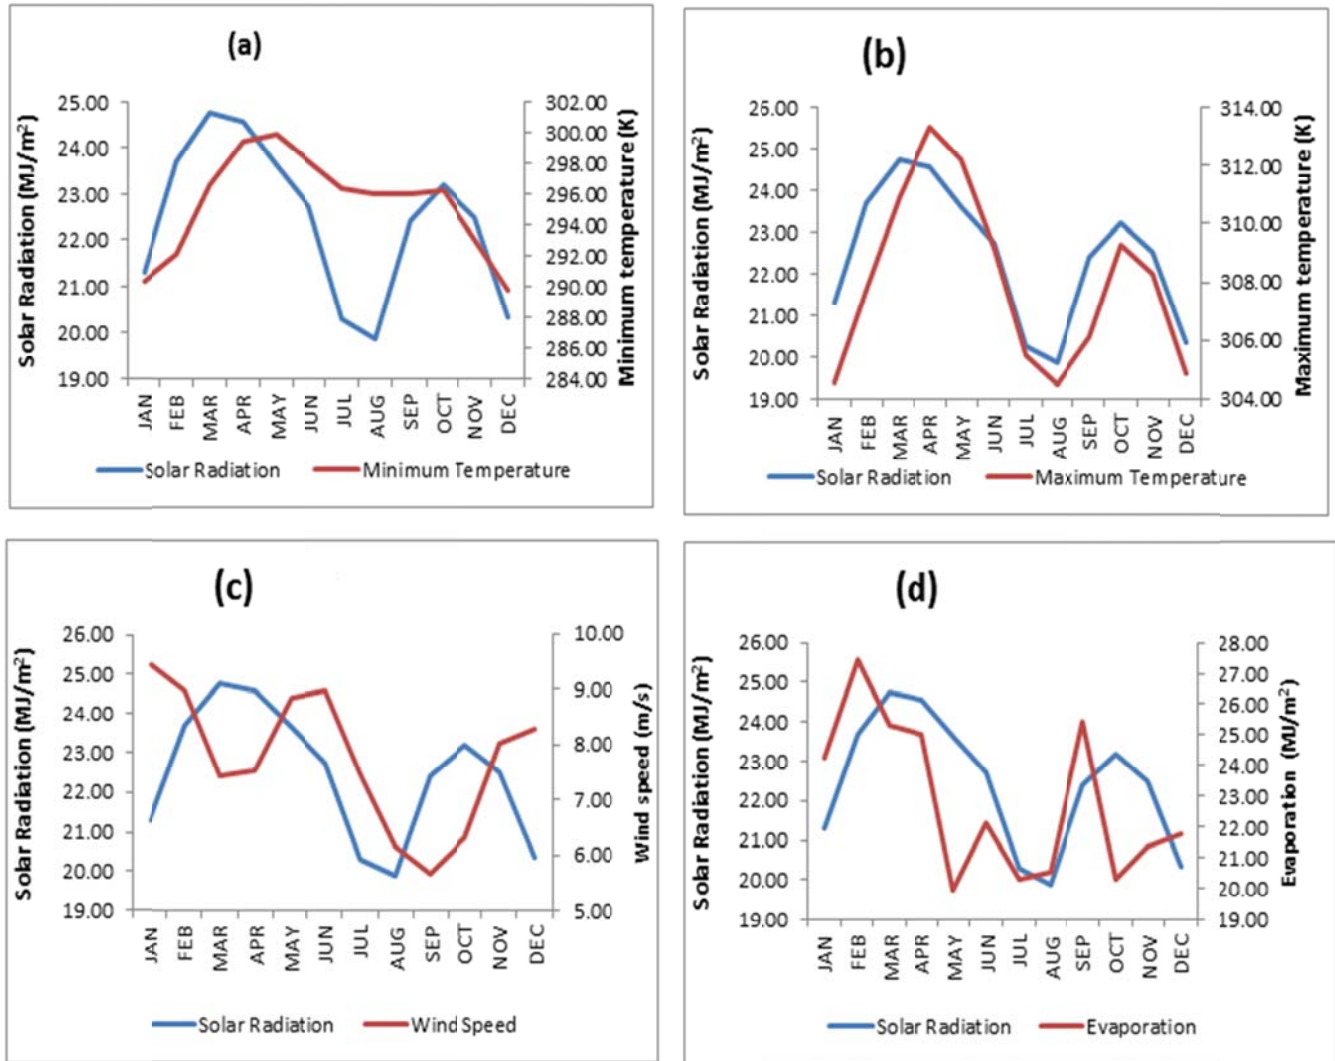 (a)
Solar Radiation (MJ/m²)
25.00
24.00
23.00
22.00
21.00
20.00
19.00
302.00
300.00
298.00
296.00
294.00
292.00
290.00
288.00
286.00
284.00
Minimum temperature (K)
JAN
FEB
MAR
APR
MAY
JUN
JUL
AUG
SEP
OCT
NOV
DEC
Solar Radiation
Minimum Temperature
(b)
Solar Radiation (MJ/m²)
26.00
25.00
24.00
23.00
22.00
21.00
20.00
19.00
314.00
312.00
310.00
308.00
306.00
304.00
Maximum temperature (K)
JAN
FEB
MAR
APR
MAY
JUN
JUL
AUG
SEP
OCT
NOV
DEC
Solar Radiation
Maximum Temperature
(c)
Solar Radiation (MJ/m²)
26.00
25.00
24.00
23.00
22.00
21.00
20.00
19.00
10.00
9.00
8.00
7.00
6.00
5.00
Wind speed (m/s)
JAN
FEB
MAR
APR
MAY
JUN
JUL
AUG
SEP
OCT
NOV
DEC
Solar Radiation
Wind Speed
(d)
Solar Radiation (MJ/m²)
26.00
25.00
24.00
23.00
22.00
21.00
20.00
19.00
28.00
27.00
26.00
25.00
24.00
23.00
22.00
21.00
20.00
19.00
Evaporation (MJ/m²)
JAN
FEB
MAR
APR
MAY
JUN
JUL
AUG
SEP
OCT
NOV
DEC
Solar Radiation
Evaporation